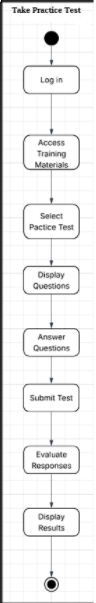 Take Practice Test
Log in
Access
Training
Materials
Select
Pactice Test
Display
Questions
Answer
Questions
Submit Test
Evaluate
Responses
Display
Results